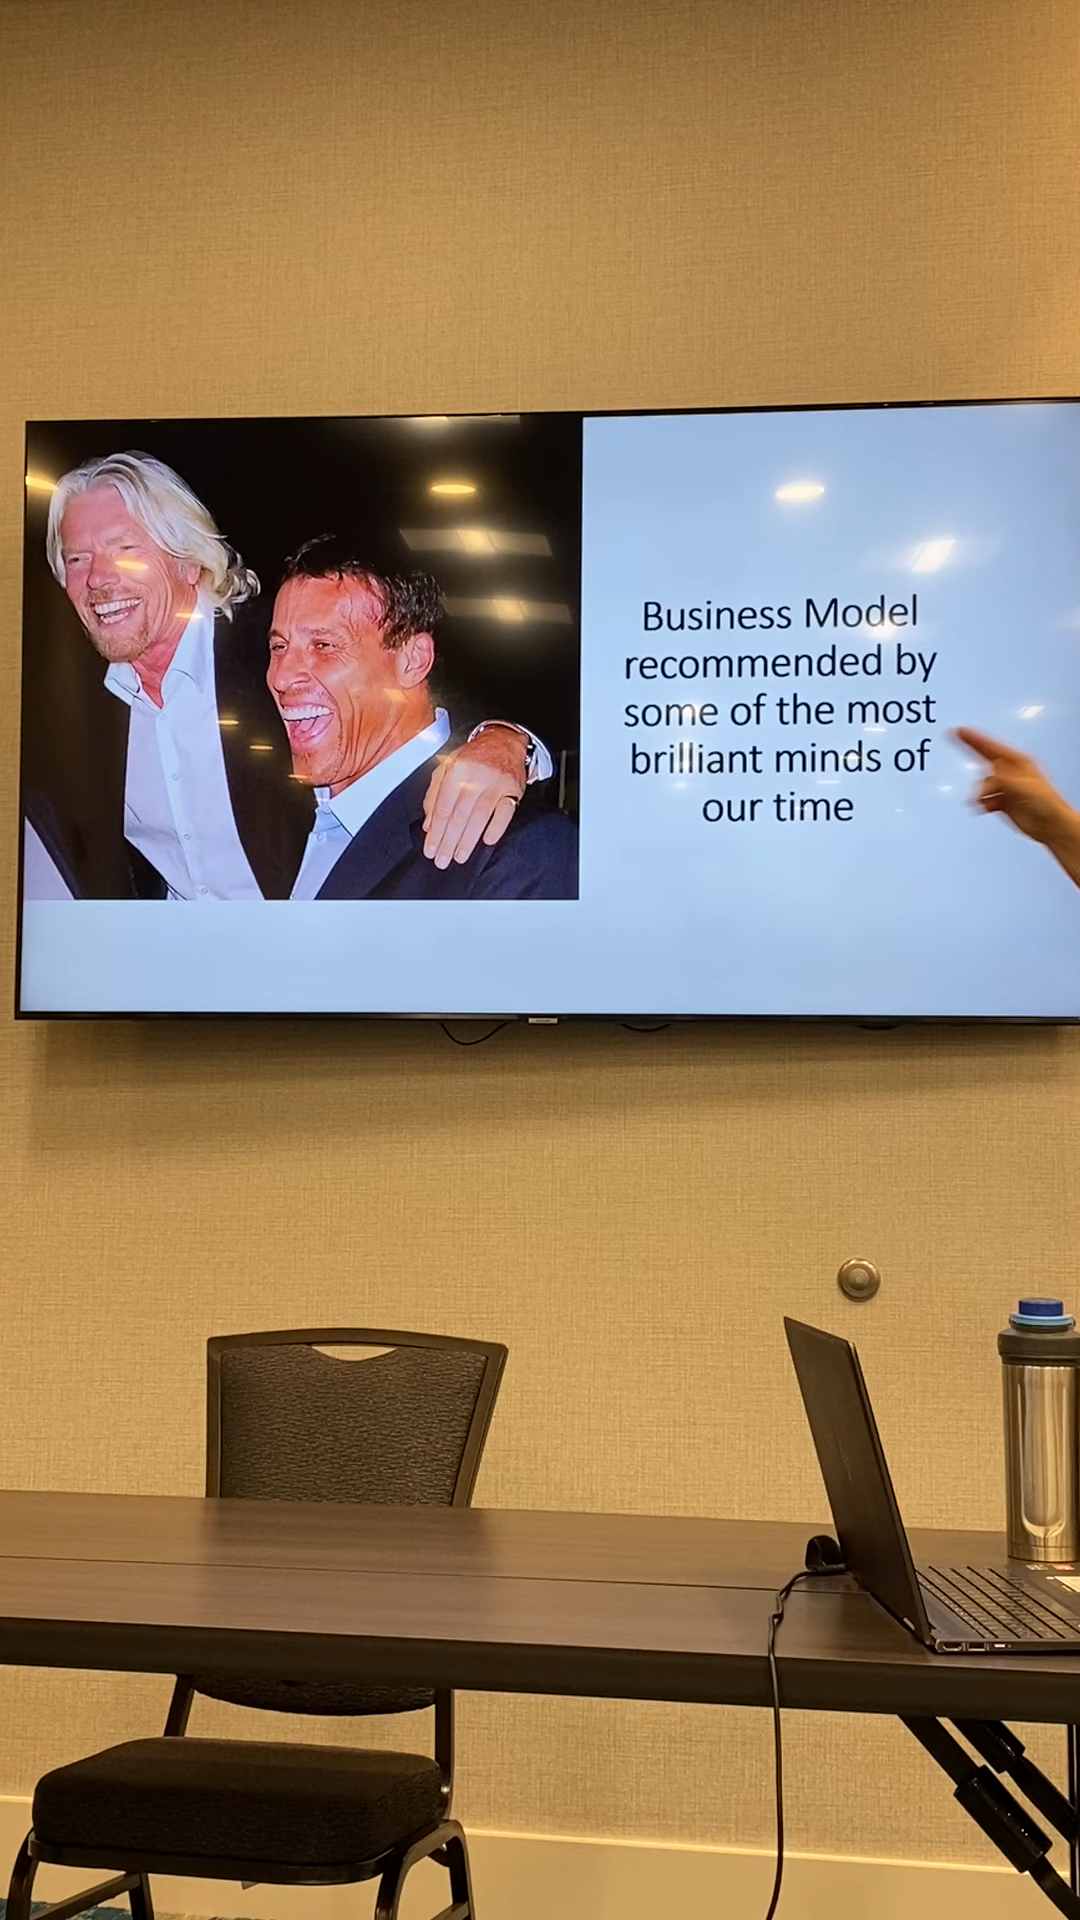 Business Model
recommended by
some of the most
brilliant minds of
our time